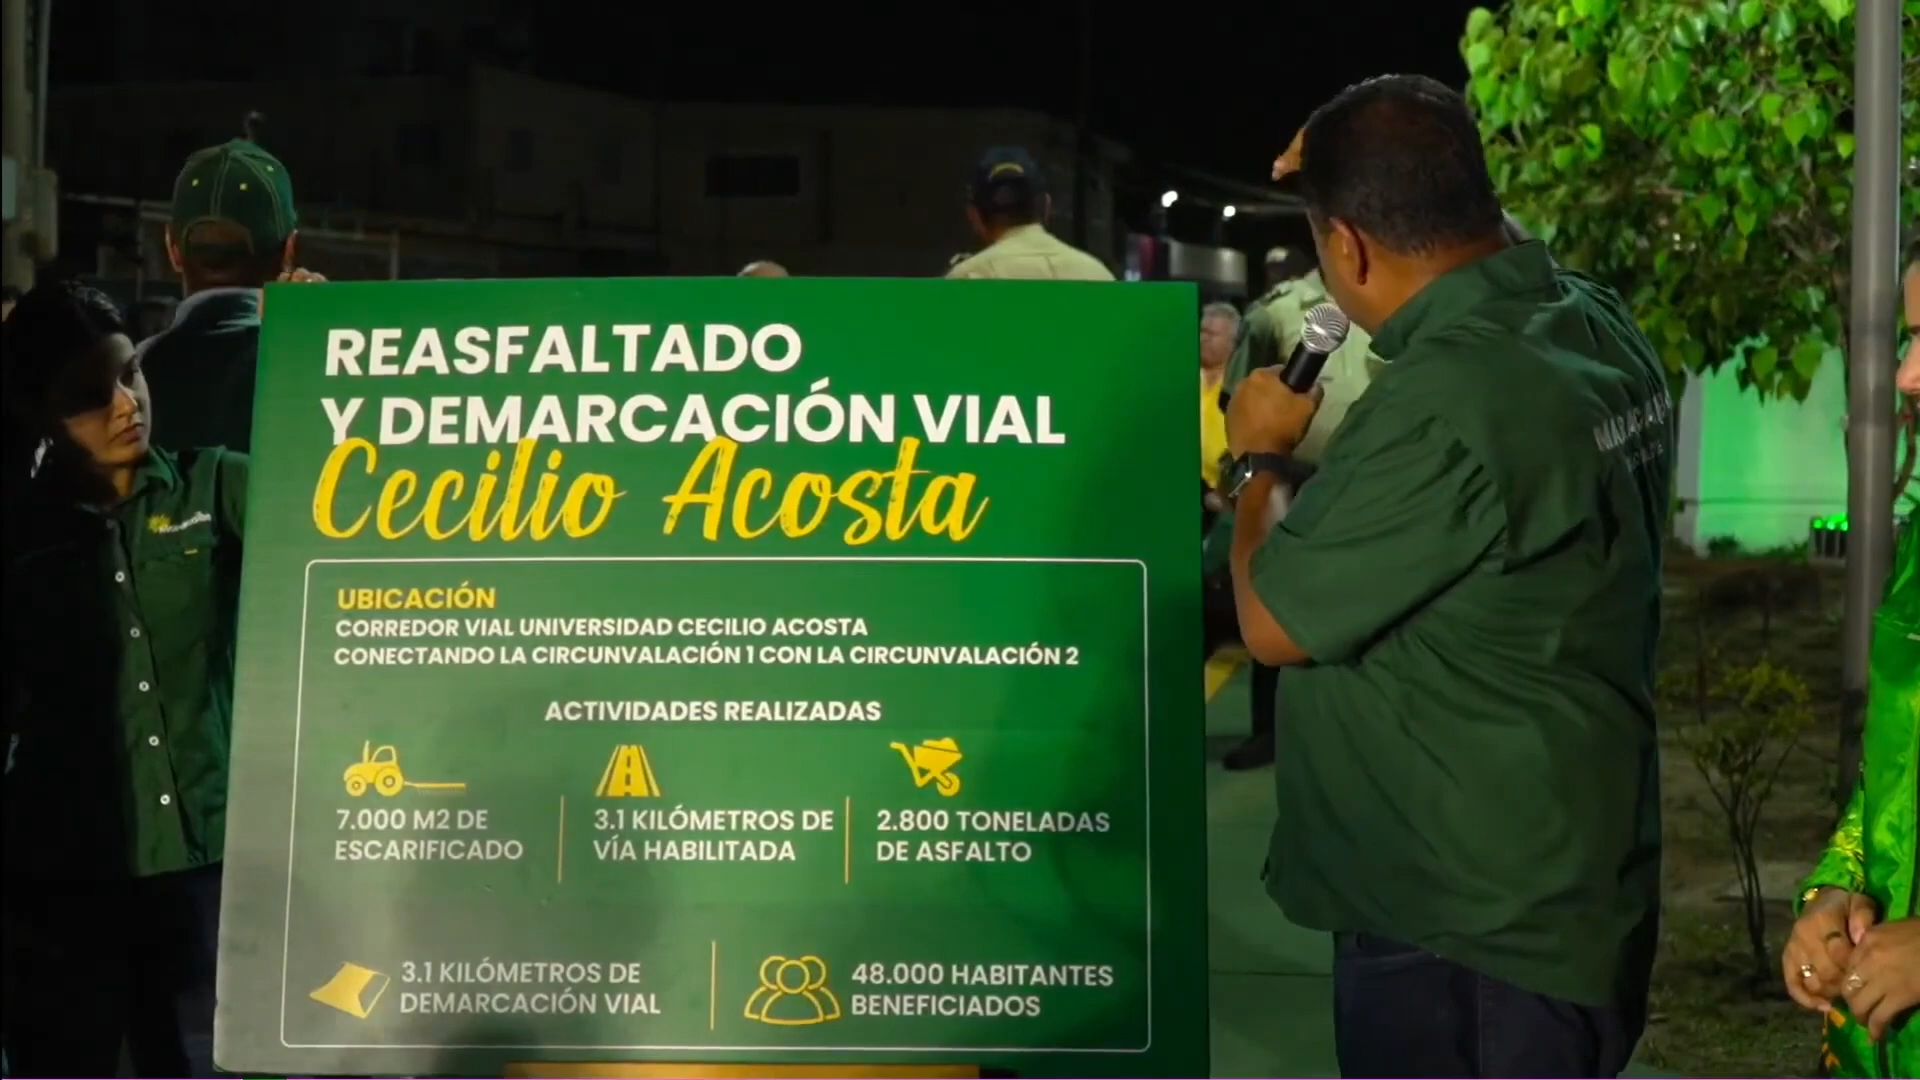 REASFALTADO
Y DEMARCACIÓN VIAL
Cecilio Acosta
UBICACIÓN
CORREDOR VIAL UNIVERSIDAD CECILIO ACOSTA
CONECTANDO LA CIRCUNVALACIÓN 1 CON LA CIRCUNVALACIÓN 2
ACTIVIDADES REALIZADAS
7.000 M2 DE
ESCARIFICADO
3.1 KILÓMETROS DE
VÍA HABILITADA
2.800 TONELADAS
DE ASFALTO
3.1 KILÓMETROS DE
DEMARCACIÓN VIAL
48.000 HABITANTES
BENEFICIADOS